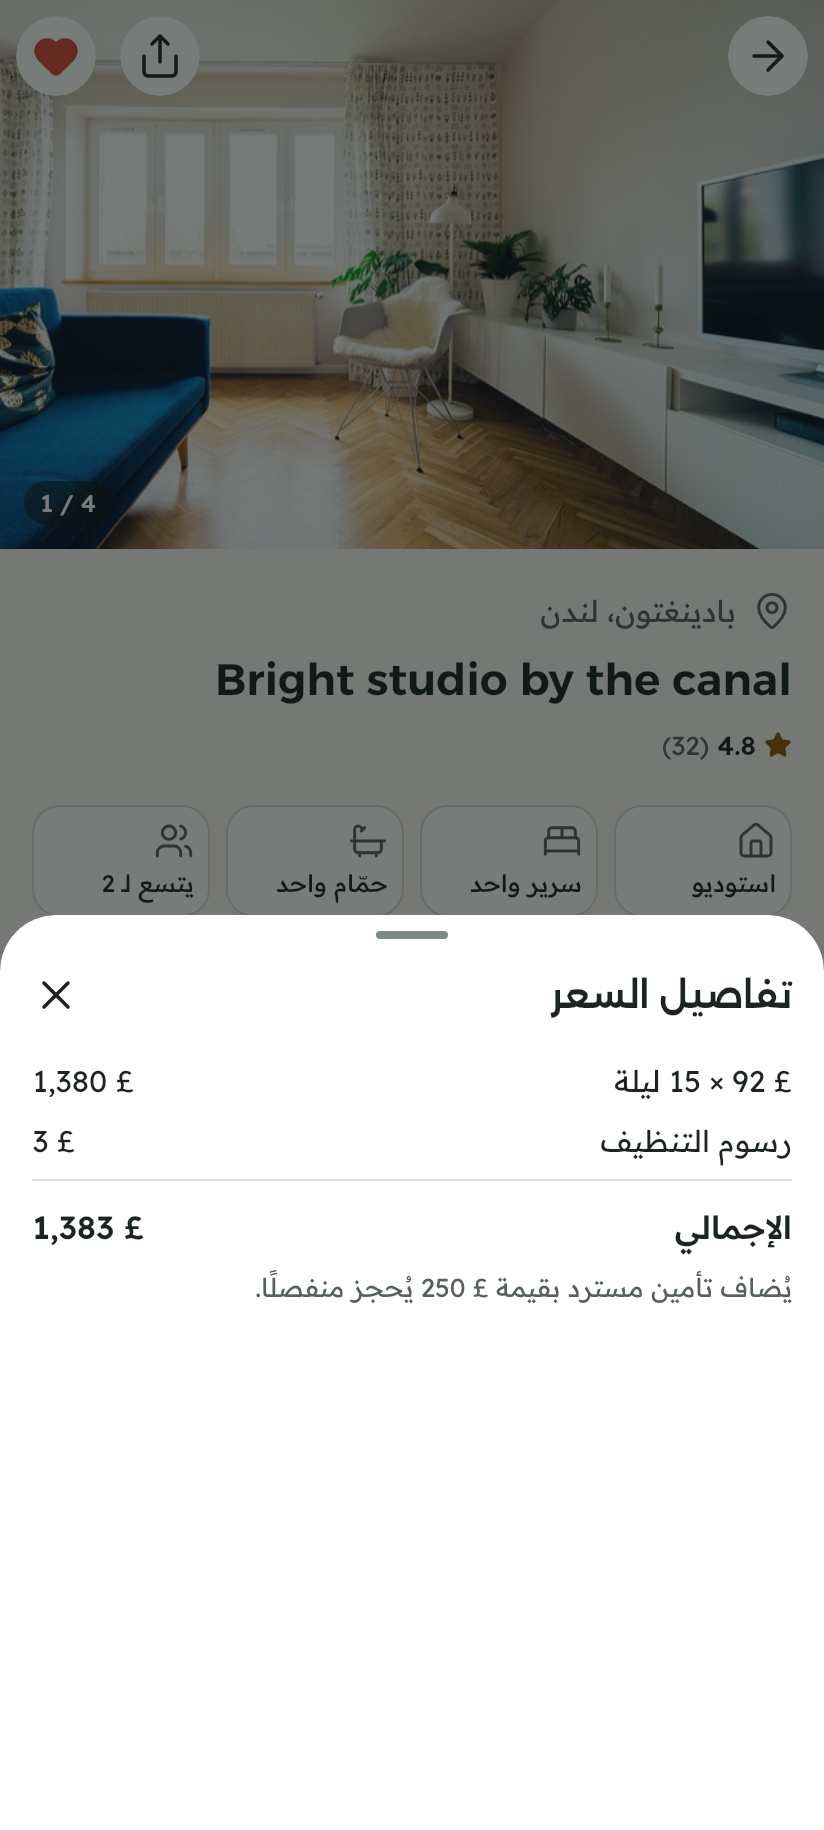 1 / 4
بادينغتون، لندن
Bright studio by the canal
4.8 (32)
استوديو
سرير واحد
حمّام واحد
يتسع لـ 2
تفاصيل السعر
£ 92 × 15 ليلة
£ 1,380
رسوم التنظيف
£ 3
الإجمالي
£ 1,383
يُضاف تأمين مسترد بقيمة £ 250 يُحجز منفصلًا.